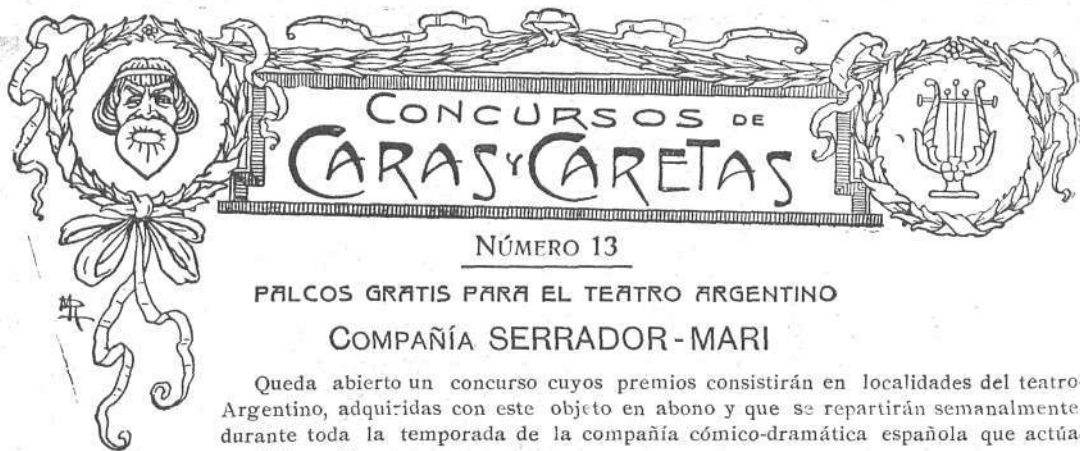 CONCURSOS DE
CARAS Y CARETAS
NÚMERO 13
PALCOS GRATIS PARA EL TEATRO ARGENTINO
COMPAÑÍA SERRADOR - MARI
Queda abierto un concurso cuyos premios consistirán en localidades del teatro
Argentino, adquiridas con este objeto en abono y que se repartirán semanalmente
durante toda la temporada de la compañía cómico-dramática española que actúa